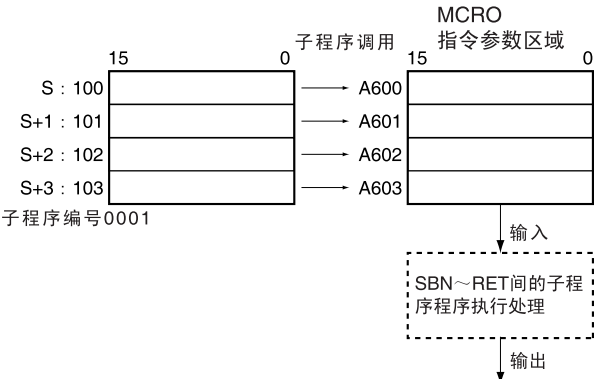 MCRO
子程序调用 指令参数区域
15 0 15 0
S : 100 A600
S+1 : 101 A601
S+2 : 102 A602
S+3 : 103 A603
子程序编号0001
输入
SBN～RET间的子程
序程序执行处理
输出